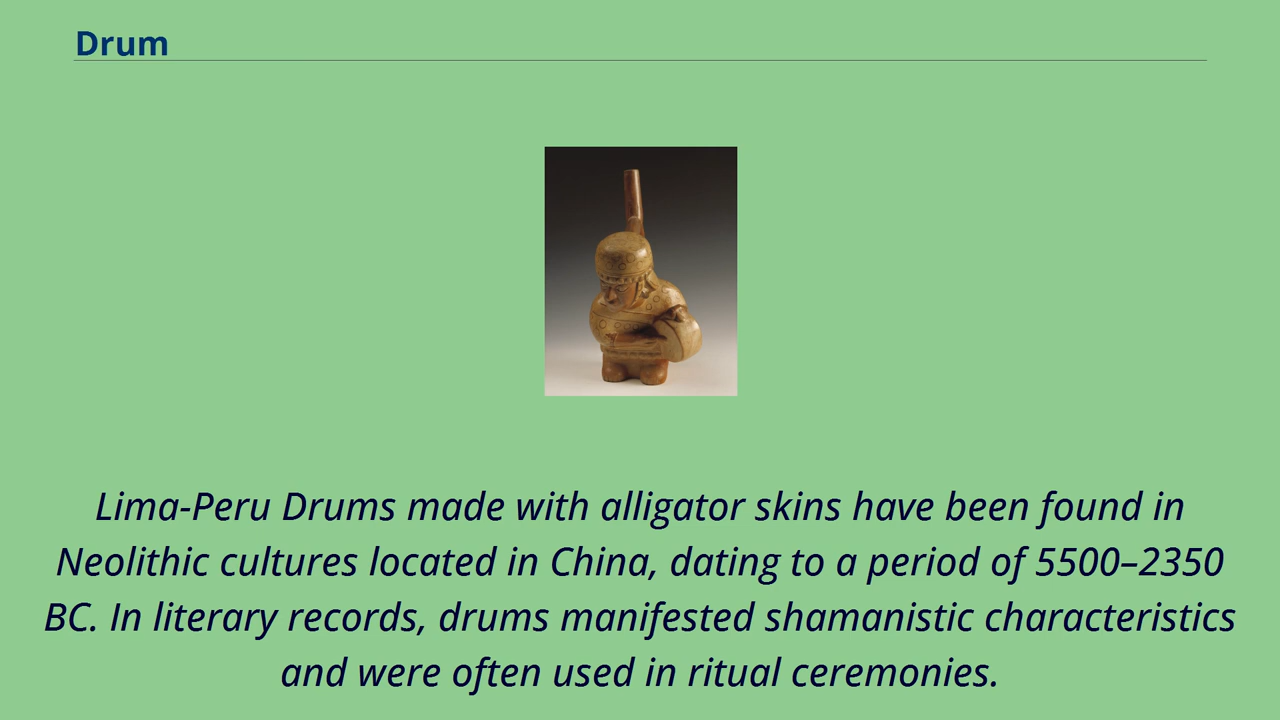 Drum
Lima-Peru Drums made with alligator skins have been found in
Neolithic cultures located in China, dating to a period of 5500–2350
BC. In literary records, drums manifested shamanistic characteristics
and were often used in ritual ceremonies.